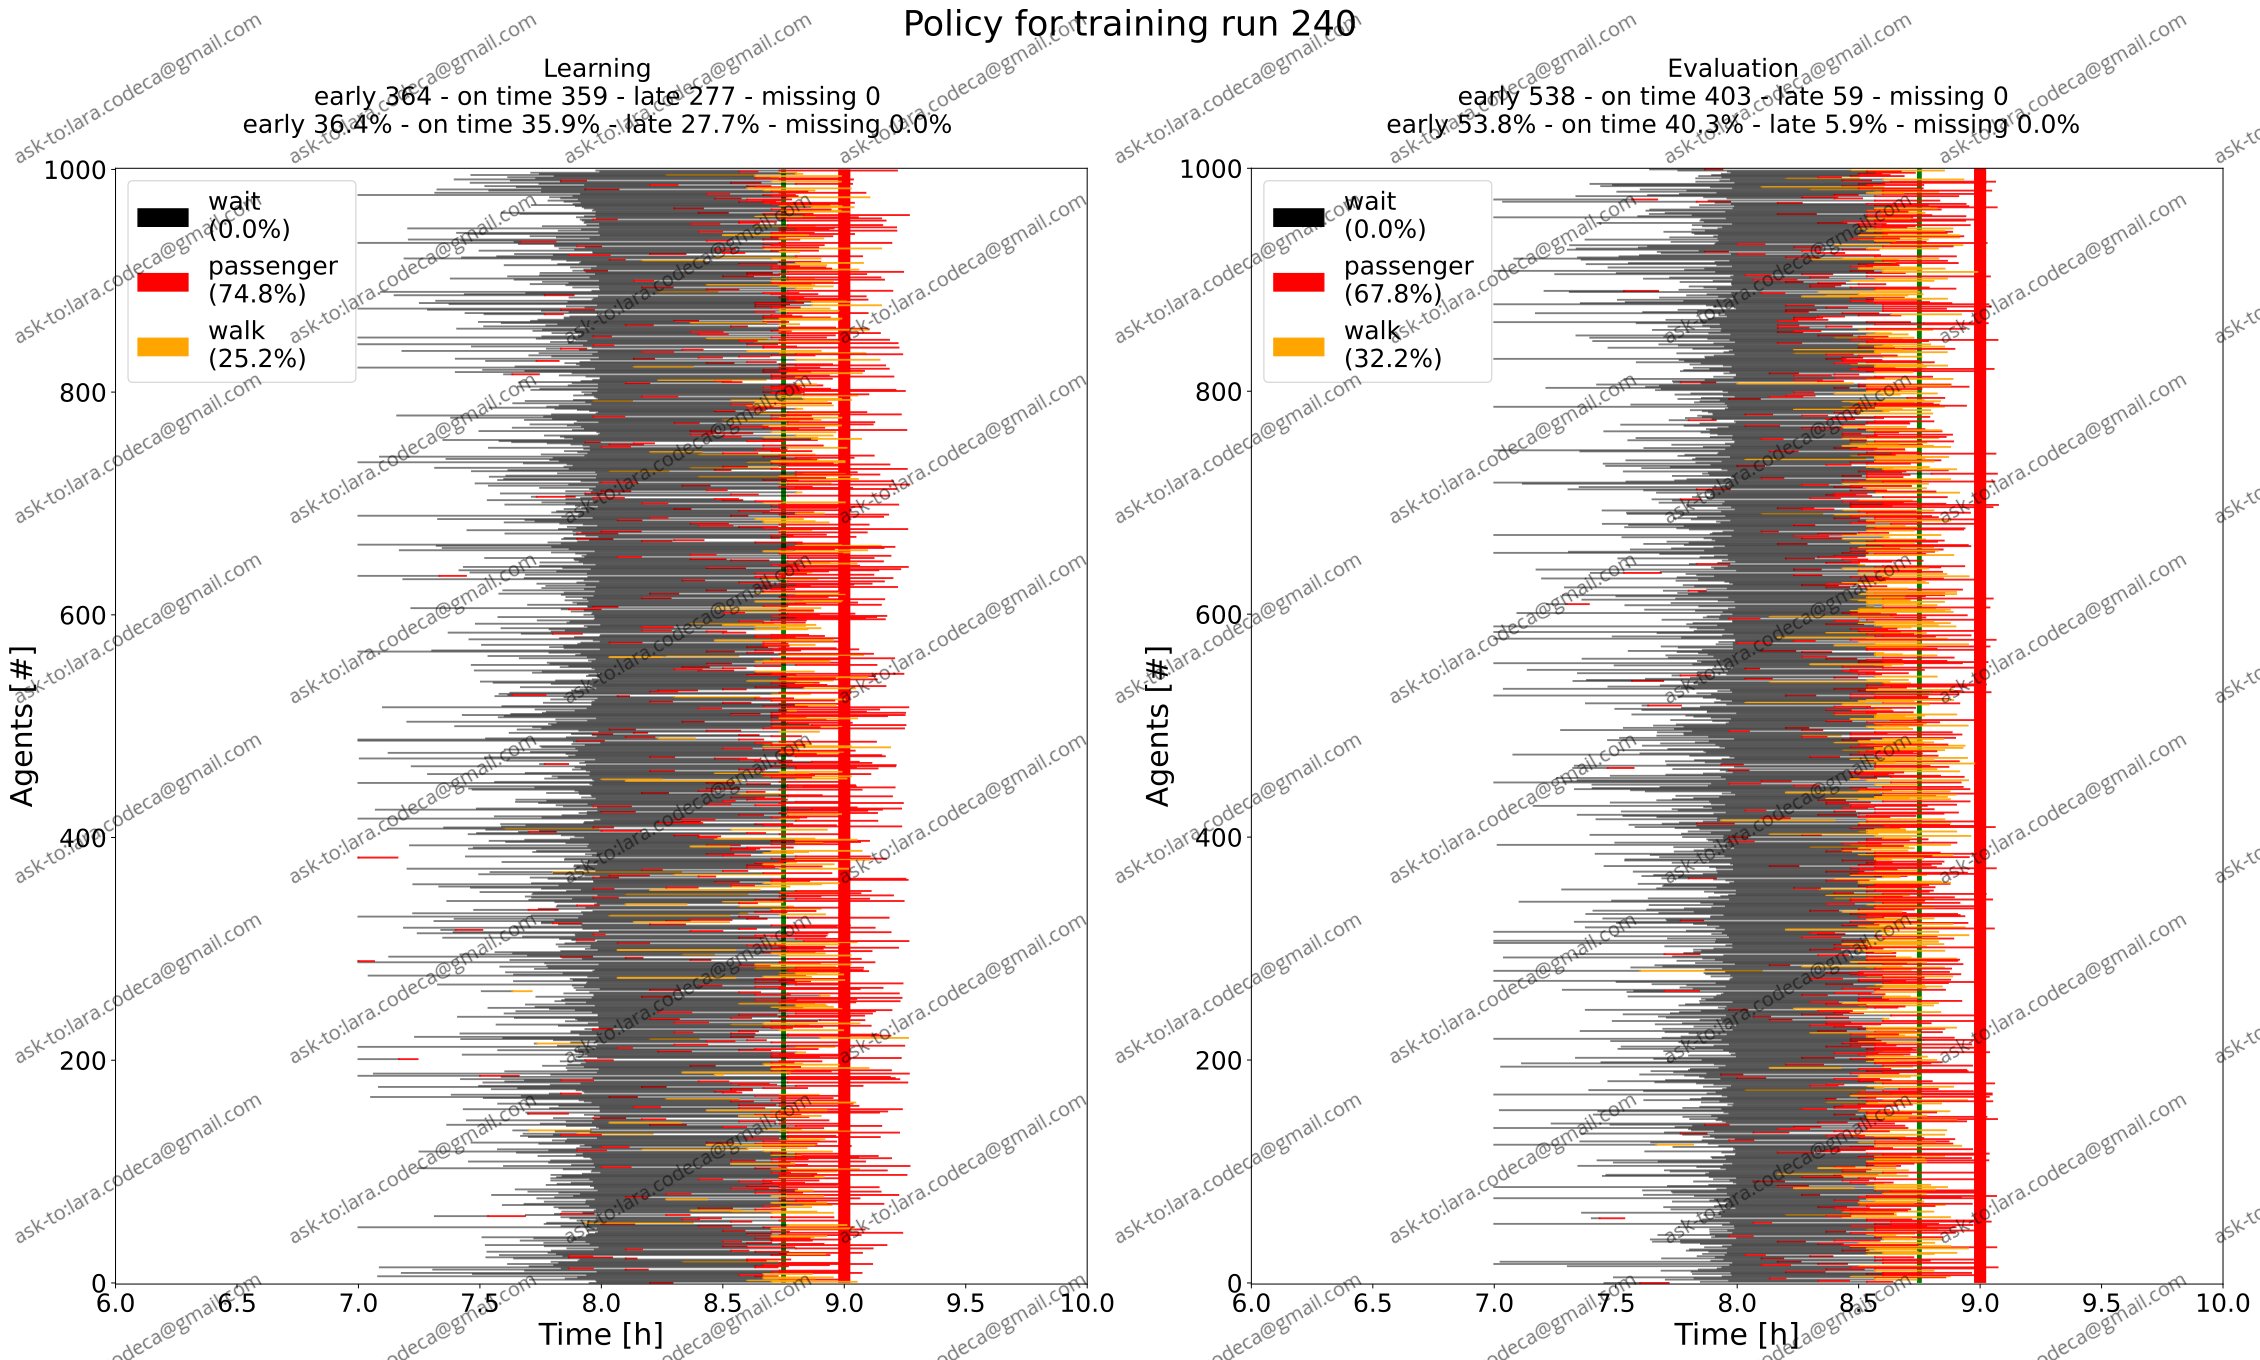 Policy for training run 240
Learning
early 364 - on time 359 - late 277 - missing 0
early 36.4% - on time 35.9% - late 27.7% - missing 0.0%
wait
(0.0%)
passenger
(74.8%)
walk
(25.2%)
Agents [#]
1000
800
600
400
200
0
6.0 6.5 7.0 7.5 8.0 8.5 9.0 9.5 10.0
Time [h]
Evaluation
early 538 - on time 403 - late 59 - missing 0
early 53.8% - on time 40.3% - late 5.9% - missing 0.0%
wait
(0.0%)
passenger
(67.8%)
walk
(32.2%)
Agents [#]
1000
800
600
400
200
0
6.0 6.5 7.0 7.5 8.0 8.5 9.0 9.5 10.0
Time [h]
ask-to:lara.codeca@gmail.com